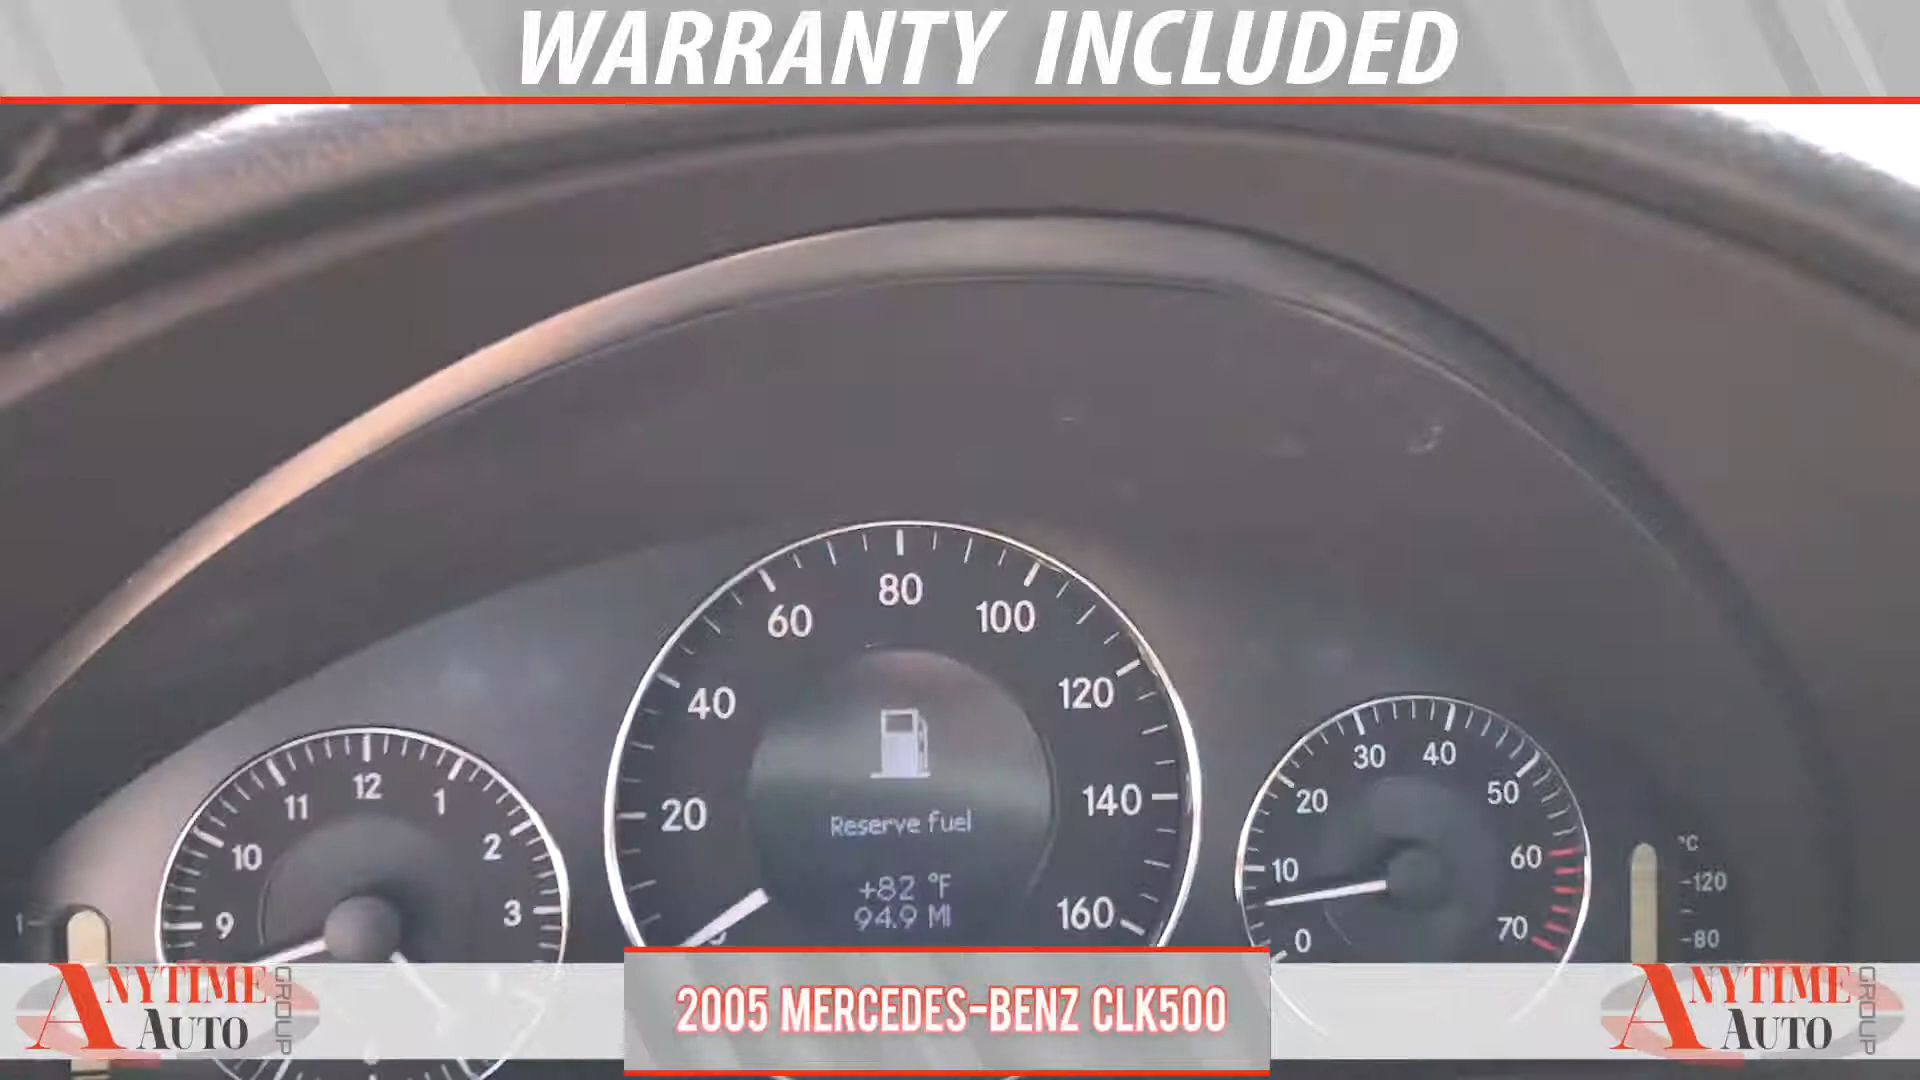 WARRANTY INCLUDED
80
60
100
40
120
20
140
160
Reserve fuel
+82 °F
94.9 MI
12
11
1
10
2
9
3
30
40
20
50
10
60
0
70
°C
120
80
1
ANYTIME
AUTO
GROUP
2005 MERCEDES-BENZ CLK500
ANYTIME
AUTO
GROUP